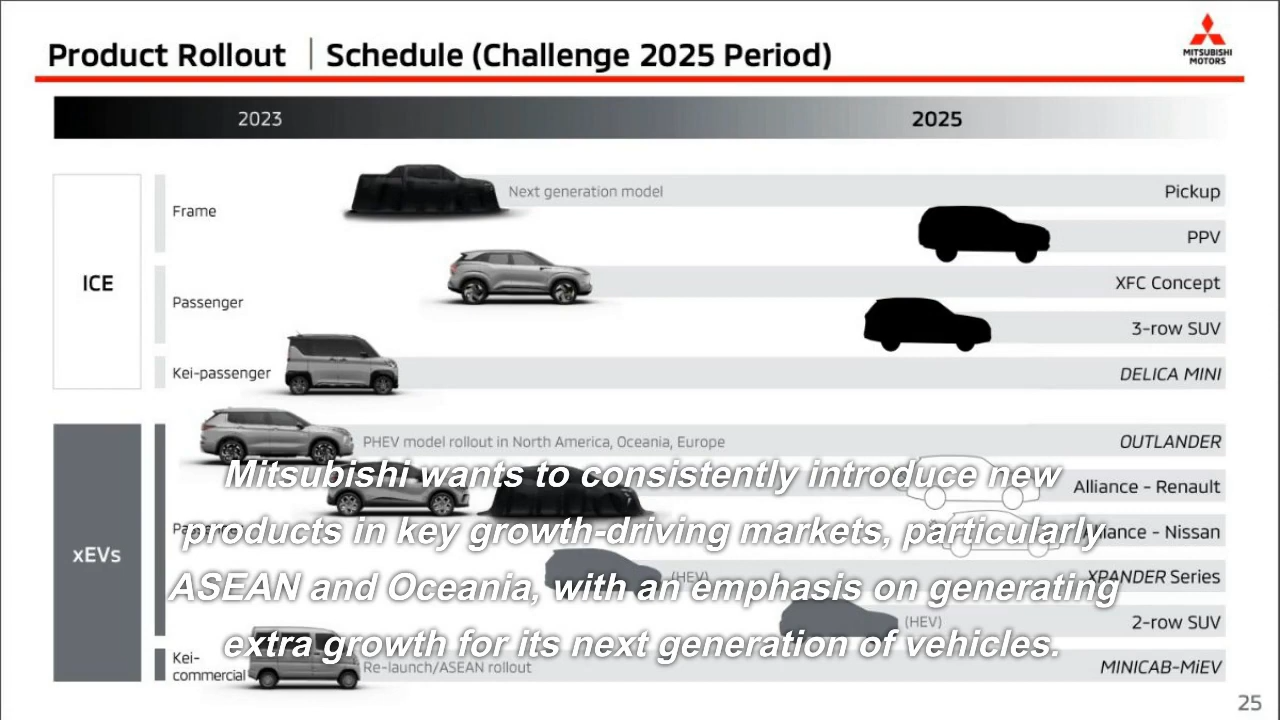 Product Rollout | Schedule (Challenge 2025 Period)
MITSUBISHI
MOTORS
2023
2025
ICE
Frame
Next generation model
Pickup
PPV
Passenger
XFC Concept
3-row SUV
Kei-passenger
DELICA MINI
xEVs
PHEV model rollout in North America, Oceania, Europe
OUTLANDER
Mitsubishi wants to consistently introduce new
products in key growth-driving markets, particularly
ASEAN and Oceania, with an emphasis on generating
extra growth for its next generation of vehicles.
Alliance - Renault
Passenger
Alliance - Nissan
(HEV)
XPANDER Series
(HEV)
2-row SUV
Kei-
commercial
Re-launch/ASEAN rollout
MINICAB-MiEV
25